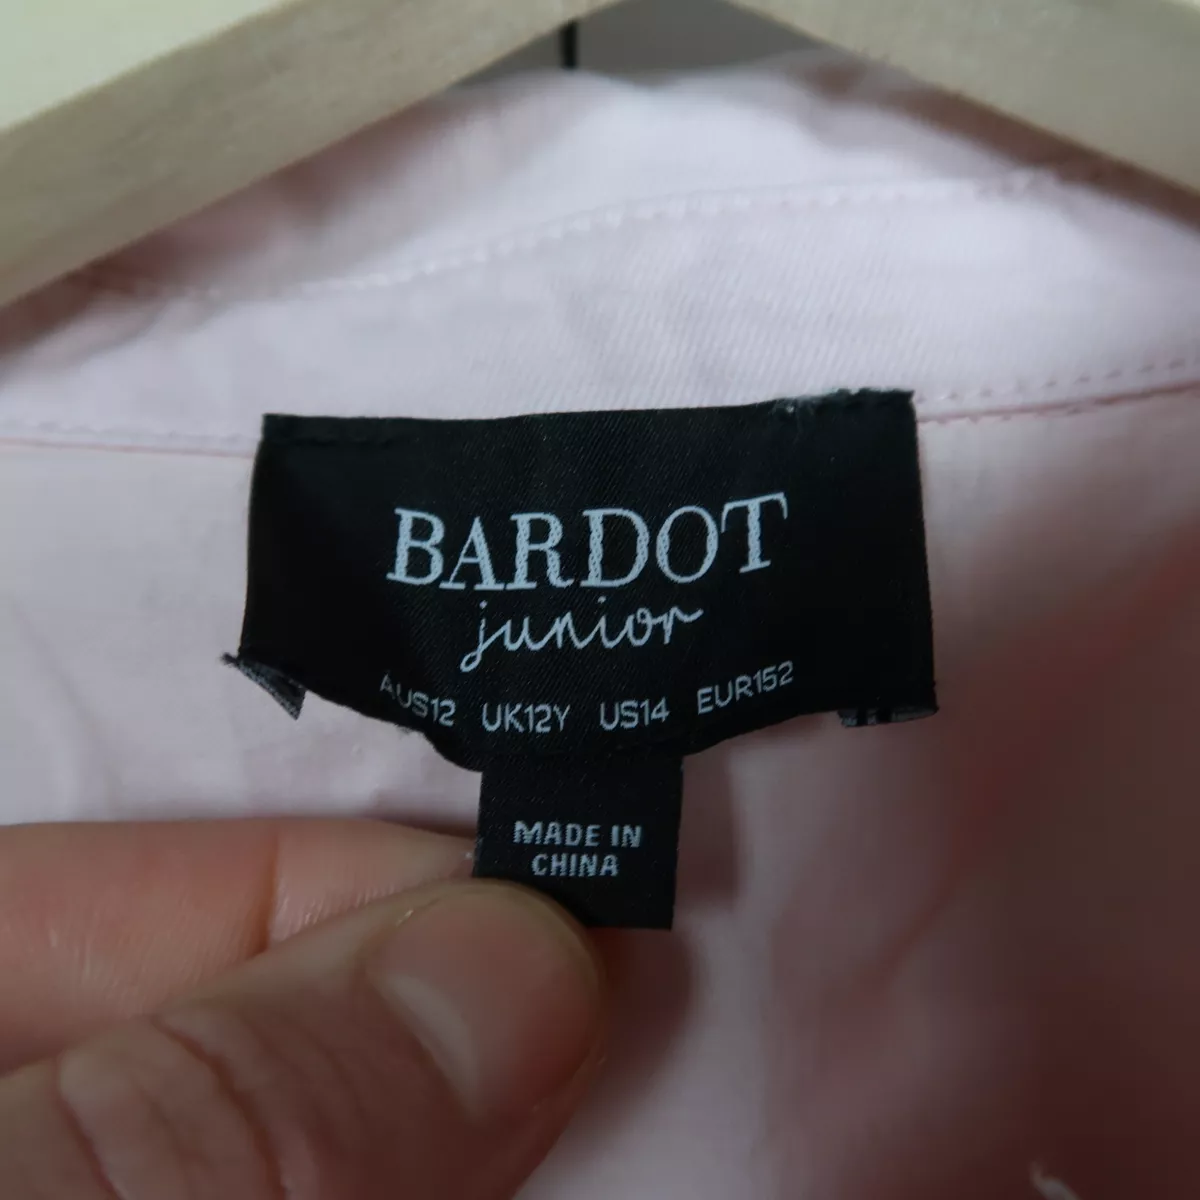 BARDOT
junior
AUS12 UK12Y US14 EUR152
MADE IN
CHINA